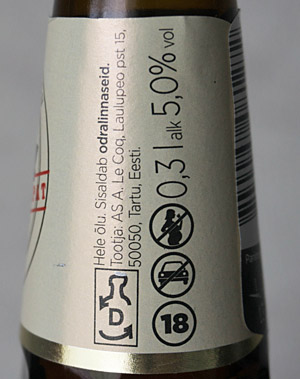 Hele õlu. Sisaldab odralinnaseid.
Tootja: AS A. Le Coq, Laulupeo pst 15,
50050, Tartu, Eesti.
0,3 l alk 5,0% vol
D
18